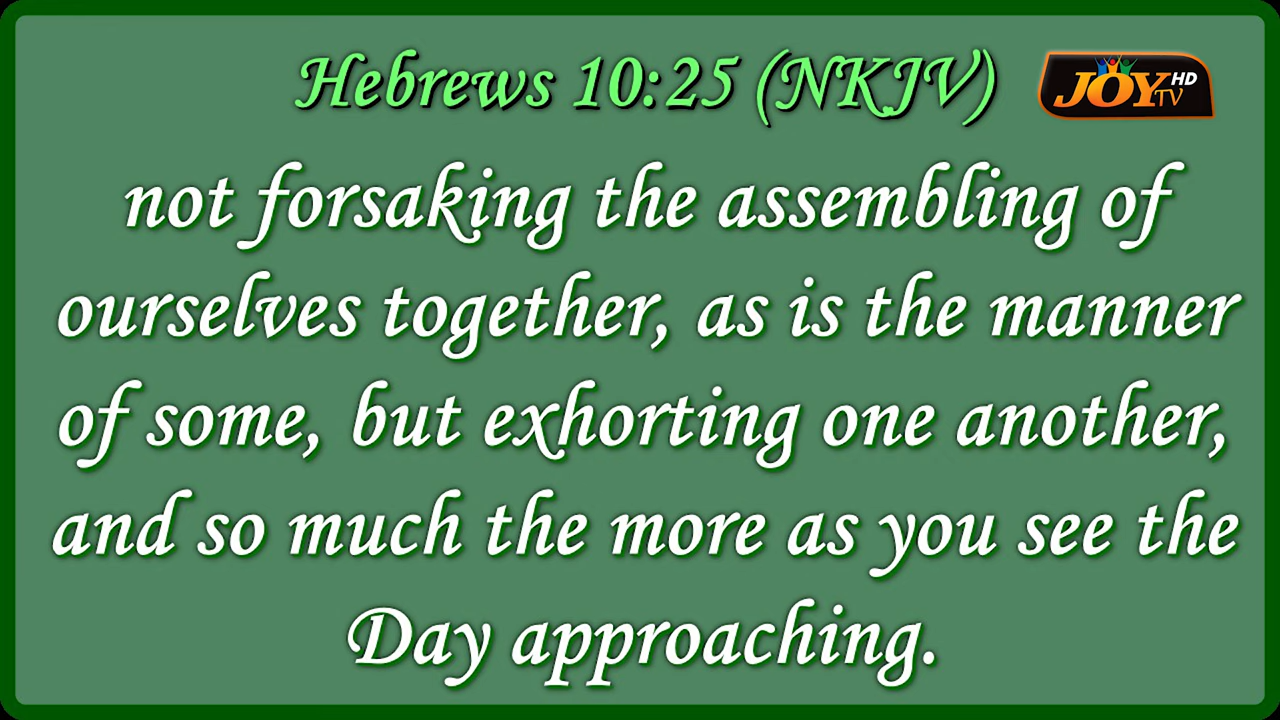 Hebrews 10:25 (NKJV)
JOY TV HD
not forsaking the assembling of
ourselves together, as is the manner
of some, but exhorting one another,
and so much the more as you see the
Day approaching.